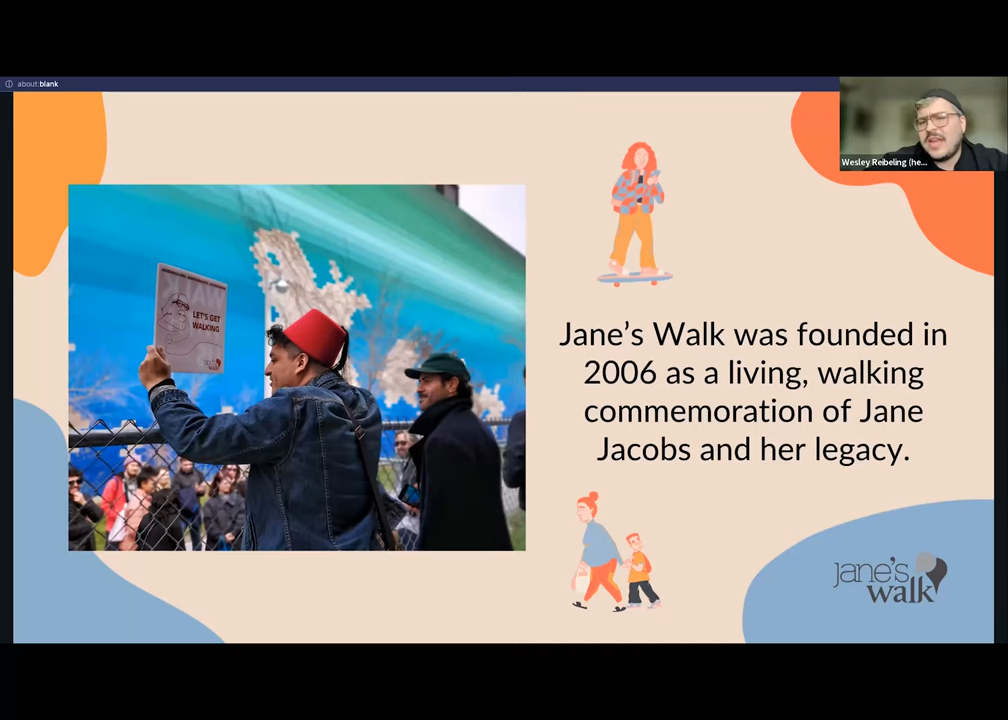 about:blank
Wesley Reibeling (he...
LET'S GET
WALKING
Jane's Walk was founded in
2006 as a living, walking
commemoration of Jane
Jacobs and her legacy.
jane's
walk